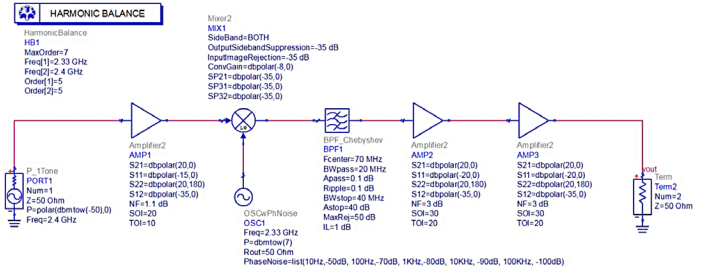 HARMONIC BALANCE
HarmonicBalance
HB1
MaxOrder=7
Freq[1]=2.33 GHz
Freq[2]=2.4 GHz
Order[1]=5
Order[2]=5
Mixer2
MIX1
SideBand=BOTH
OutputSidebandSuppression=-35 dB
InputImageRejection=-35 dB
ConvGain=dbpolar(-8,0)
SP21=dbpolar(-35,0)
SP31=dbpolar(-35,0)
SP32=dbpolar(-35,0)
P_1Tone
PORT1
Num=1
Z=50 Ohm
P=polar(dbmtow(-50),0)
Freq=2.4 GHz
Amplifier2
AMP1
S21=dbpolar(20,0)
S11=dbpolar(-15,0)
S22=dbpolar(20,180)
S12=dbpolar(-35,0)
NF=1.1 dB
SOI=20
TOI=10
LO
OSCwPhNoise
OSC1
Freq=2.33 GHz
P=dbmtow(7)
Rout=50 Ohm
PhaseNoise=list(10Hz,-50dB, 100Hz,-70dB, 1KHz,-80dB, 10KHz, -90dB, 100KHz, -100dB)
BPF_Chebyshev
BPF1
Fcenter=70 MHz
BWpass=20 MHz
Apass=0.1 dB
Ripple=0.1 dB
BWstop=40 MHz
Astop=40 dB
MaxRej=50 dB
IL=1 dB
Amplifier2
AMP2
S21=dbpolar(20,0)
S11=dbpolar(-20,0)
S22=dbpolar(20,180)
S12=dbpolar(-35,0)
NF=3 dB
SOI=30
TOI=20
Amplifier2
AMP3
S21=dbpolar(20,0)
S11=dbpolar(-20,0)
S22=dbpolar(20,180)
S12=dbpolar(-35,0)
NF=3 dB
SOI=30
TOI=20
vout
Term
Term2
Num=2
Z=50 Ohm